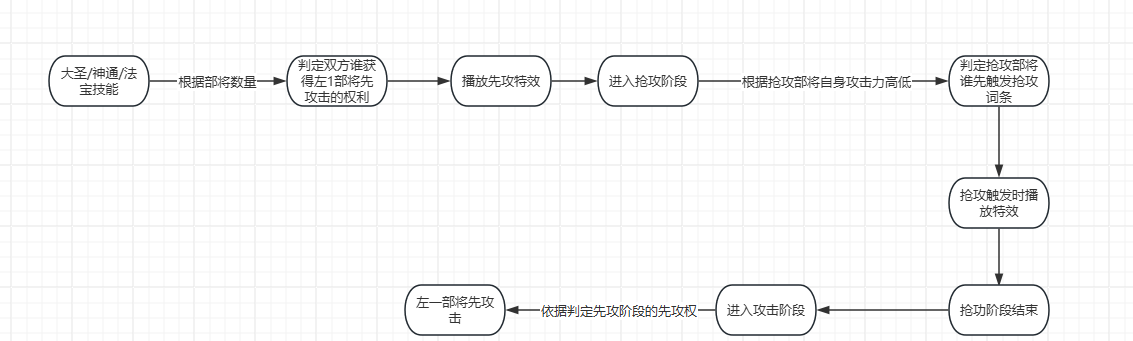 大圣/神通/法
宝技能
根据部将数量
判定双方谁获
得左1部将先
攻击的权利
播放先攻特效
进入抢攻阶段
根据抢攻部将自身攻击力高低
判定抢攻部将
谁先触发抢攻
词条
抢攻触发时播
放特效
抢功阶段结束
进入攻击阶段
依据判定先攻阶段的先攻权
左一部将先攻
击